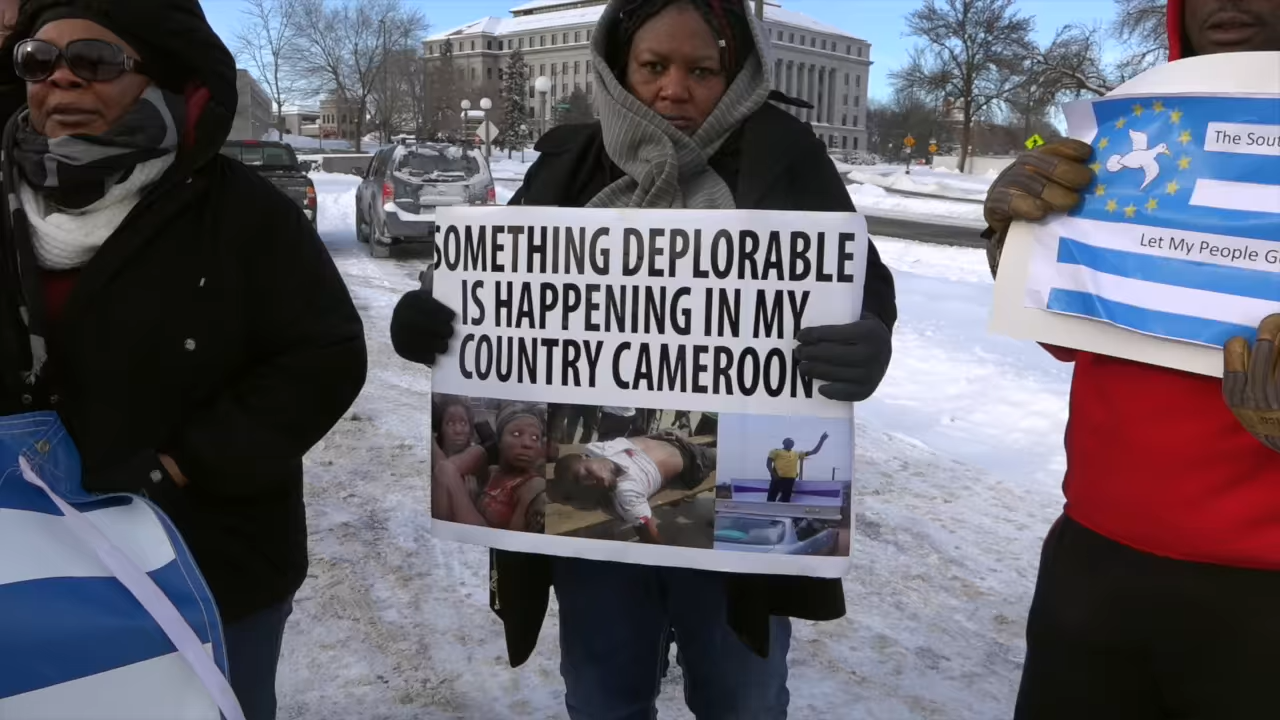 SOMETHING DEPLORABLE
IS HAPPENING IN MY
COUNTRY CAMEROON
The Sout
Let My People G